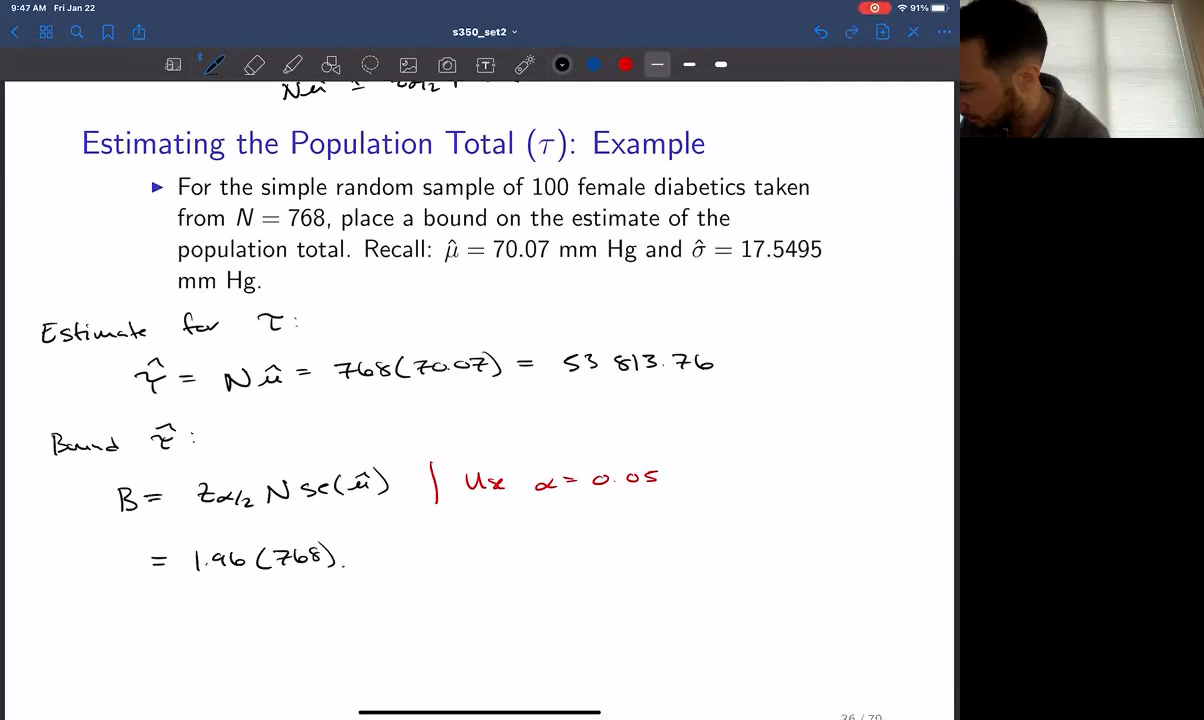 9:47 AM Fri Jan 22
91%
s350_set2
Estimating the Population Total (τ): Example
▶ For the simple random sample of 100 female diabetics taken
from N = 768, place a bound on the estimate of the
population total. Recall: μ̂ = 70.07 mm Hg and σ̂ = 17.5495
mm Hg.
Estimate for τ:
τ̂ = Nμ̂ = 768(70.07) = 53 813.76
Bound τ̂:
B = Zα/2 N se(μ̂) | Use α = 0.05
= 1.96(768).